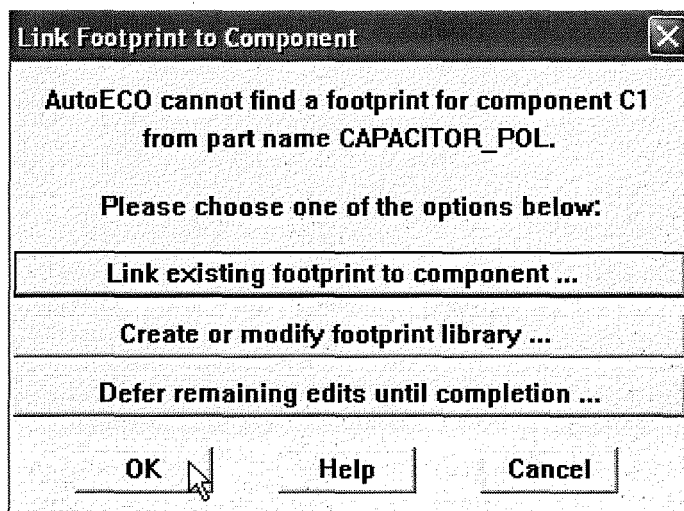 Link Footprint to Component
AutoECO cannot find a footprint for component C1
from part name CAPACITOR_POL.
Please choose one of the options below:
Link existing footprint to component ...
Create or modify footprint library ...
Defer remaining edits until completion ...
OK Help Cancel